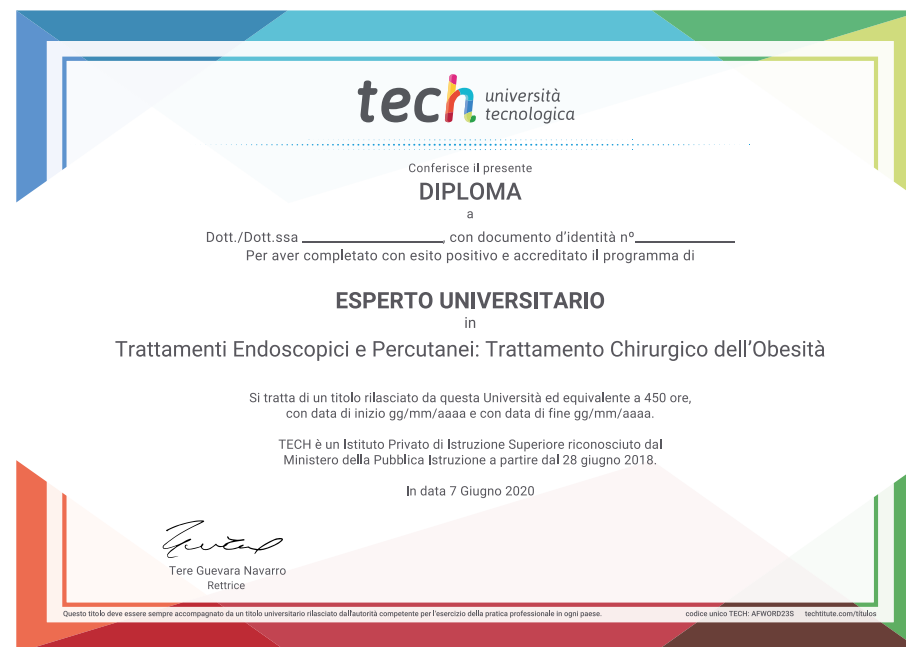 tech università
tecnologica
Conferisce il presente
DIPLOMA
a
Dott./Dott.ssa ____________________, con documento d'identità nº______________
Per aver completato con esito positivo e accreditato il programma di
ESPERTO UNIVERSITARIO
in
Trattamenti Endoscopici e Percutanei: Trattamento Chirurgico dell'Obesità
Si tratta di un titolo rilasciato da questa Università ed equivalente a 450 ore,
con data di inizio gg/mm/aaaa e con data di fine gg/mm/aaaa.
TECH è un Istituto Privato di Istruzione Superiore riconosciuto dal
Ministero della Pubblica Istruzione a partire dal 28 giugno 2018.
In data 7 Giugno 2020
Tere Guevara Navarro
Rettrice
Questo titolo deve essere sempre accompagnato da un titolo universitario rilasciato dall'autorità competente per l'esercizio della pratica professionale in ogni paese. codice unico TECH: AFWORD23S techtitute.com/titulos